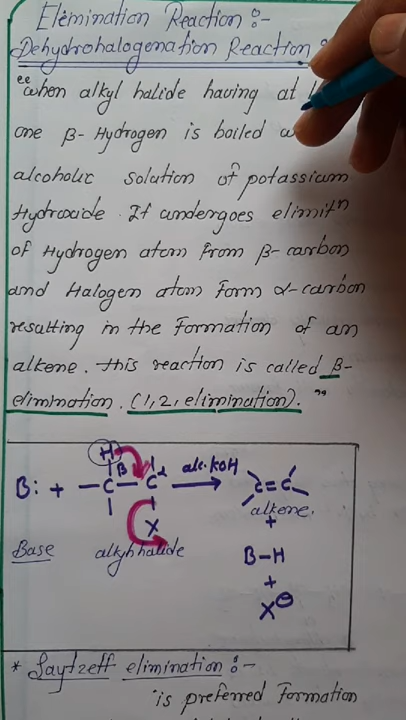 Elimination Reaction :-
Dehydrohalogenation Reaction :
"when alkyl halide having at
one β-Hydrogen is boiled
alcoholic solution of potassium
Hydroxide. It undergoes elimitⁿ
of Hydrogen atom from β-carbon
and Halogen atom form α-carbon
resulting in the Formation of an
alkene. this reaction is called β-
elimination. (1,2, elimination)."
H
B: + -C-C- alc.KOH C=C
β α
X
alkene.
+
Base alkyl halide B-H
+
X⊖
* Saytzeff elimination :-
"is preferred Formation